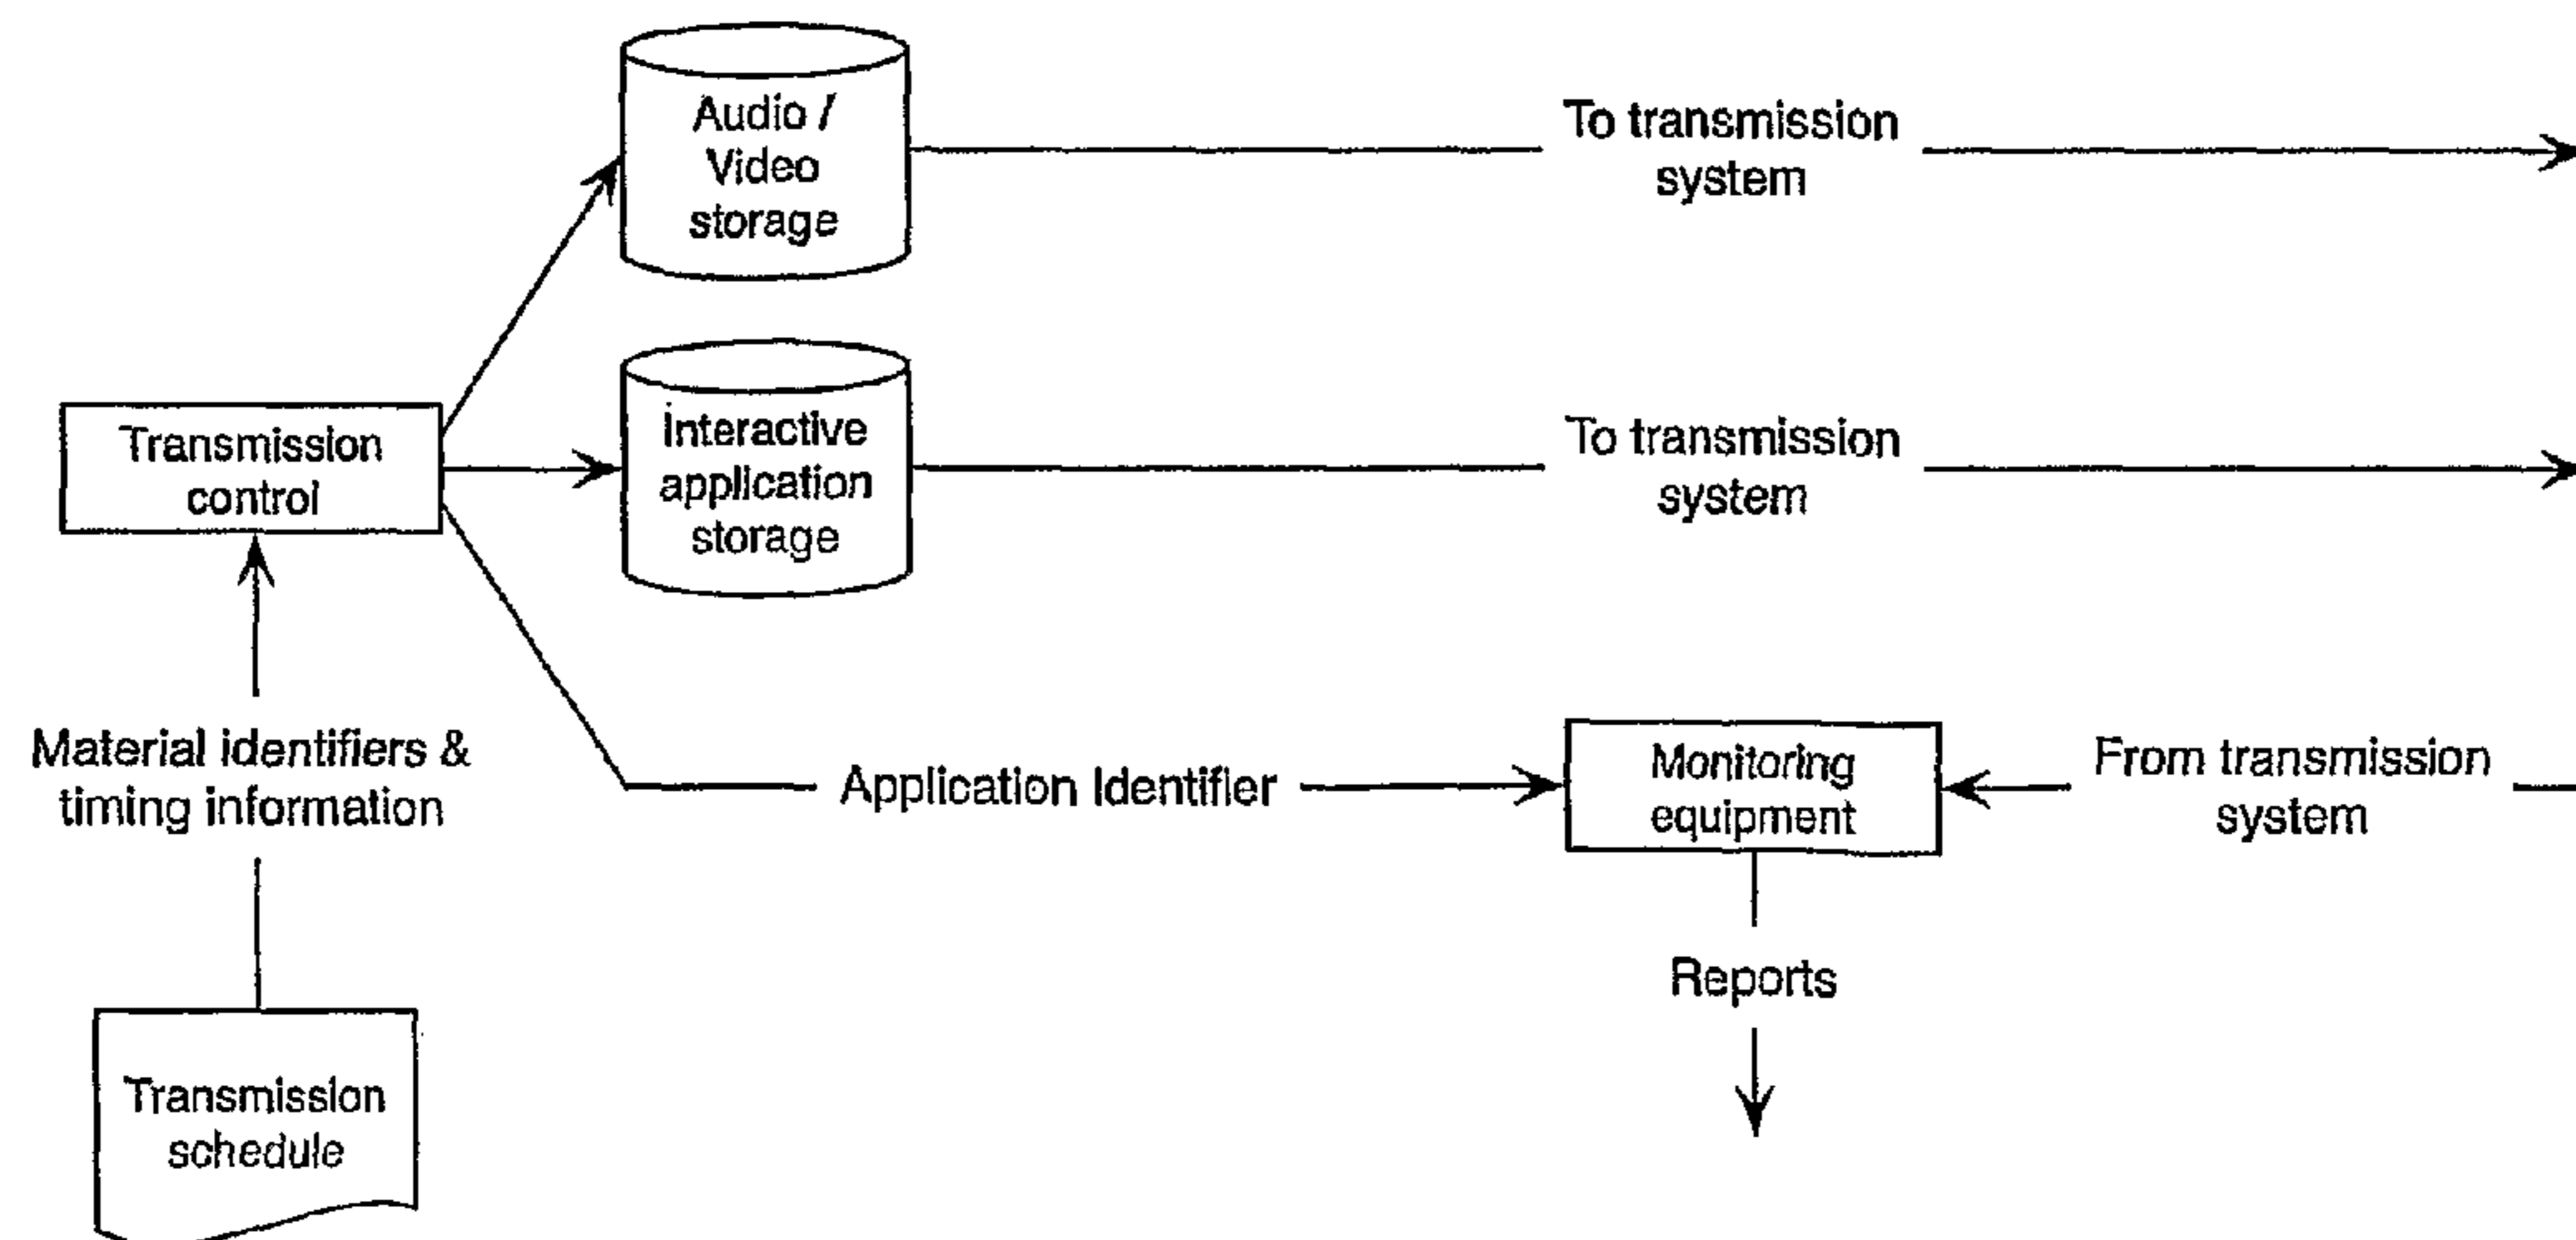 Audio /
Video
storage
To transmission
system
Transmission
control
Interactive
application
storage
To transmission
system
Material identifiers &
timing information
Application Identifier
Monitoring
equipment
From transmission
system
Reports
Transmission
schedule